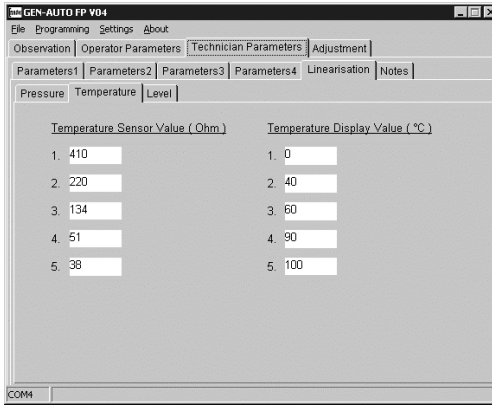 GEN-AUTO FP V04
File Programming Settings About
Observation Operator Parameters Technician Parameters Adjustment
Parameters1 Parameters2 Parameters3 Parameters4 Linearisation Notes
Pressure Temperature Level
Temperature Sensor Value ( Ohm ) Temperature Display Value ( °C )
1. 410 1. 0
2. 220 2. 40
3. 134 3. 60
4. 51 4. 90
5. 38 5. 100
COM4